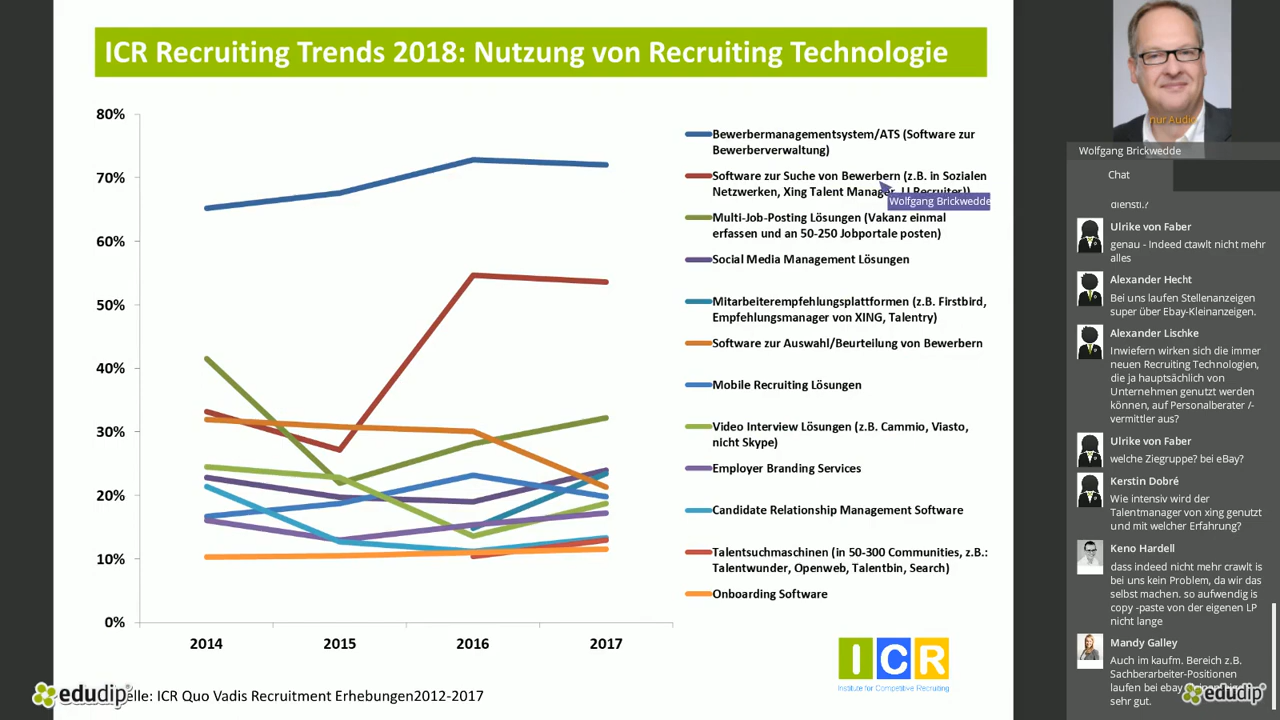 ICR Recruiting Trends 2018: Nutzung von Recruiting Technologie
80%
70%
60%
50%
40%
30%
20%
10%
0%
2014
2015
2016
2017
Bewerbermanagementsystem/ATS (Software zur
Bewerberverwaltung)
Software zur Suche von Bewerbern (z.B. in Sozialen
Netzwerken, Xing Talent Manager, LI Recruiter))
Wolfgang Brickwedde
Multi-Job-Posting Lösungen (Vakanz einmal
erfassen und an 50-250 Jobportale posten)
Social Media Management Lösungen
Mitarbeiterempfehlungsplattformen (z.B. Firstbird,
Empfehlungsmanager von XING, Talentry)
Software zur Auswahl/Beurteilung von Bewerbern
Mobile Recruiting Lösungen
Video Interview Lösungen (z.B. Cammio, Viasto,
nicht Skype)
Employer Branding Services
Candidate Relationship Management Software
Talentsuchmaschinen (in 50-300 Communities, z.B.:
Talentwunder, Openweb, Talentbin, Search)
Onboarding Software
ICR
Institute for Competitive Recruiting
edudip
elle: ICR Quo Vadis Recruitment Erhebungen2012-2017
nur Audio
Wolfgang Brickwedde
Chat
Ulrike von Faber
genau - Indeed ctawlt nicht mehr
alles
Alexander Hecht
Bei uns laufen Stellenanzeigen
super über Ebay-Kleinanzeigen.
Alexander Lischke
Inwiefern wirken sich die immer
neuen Recruiting Technologien,
die ja hauptsächlich von
Unternehmen genutzt werden
können, auf Personalberater /-
vermittler aus?
Ulrike von Faber
welche Ziegruppe? bei eBay?
Kerstin Dobré
Wie intensiv wird der
Talentmanager von xing genutzt
und mit welcher Erfahrung?
Keno Hardell
dass indeed nicht mehr crawlt is
bei uns kein Problem, da wir das
selbst machen. so aufwendig is
copy -paste von der eigenen LP
nicht lange
Mandy Galley
Auch im kaufm. Bereich z.B.
Sachberarbeiter-Positionen
laufen bei ebay
sehr gut.
edudip